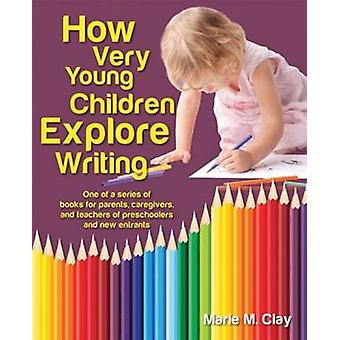 How
Very
Young
Children
Explore
Writing
One of a series of
books for parents, caregivers,
and teachers of preschoolers
and new entrants
Marie M. Clay